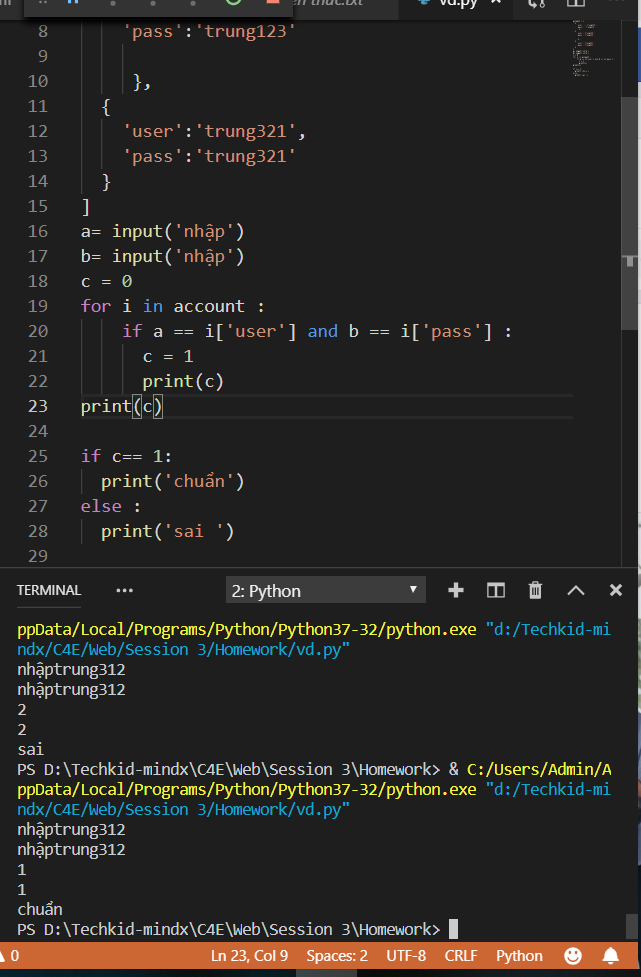 thức.txt vd.py
8 'pass':'trung123'
9
10 },
11 {
12 'user':'trung321',
13 'pass':'trung321'
14 }
15 ]
16 a= input('nhập')
17 b= input('nhập')
18 c = 0
19 for i in account :
20 if a == i['user'] and b == i['pass'] :
21 c = 1
22 print(c)
23 print(c)
24
25 if c== 1:
26 print('chuẩn')
27 else :
28 print('sai ')
29
TERMINAL ••• 2: Python
ppData/Local/Programs/Python/Python37-32/python.exe "d:/Techkid-mi
ndx/C4E/Web/Session 3/Homework/vd.py"
nhậptrung312
nhậptrung312
2
2
sai
PS D:\Techkid-mindx\C4E\Web\Session 3\Homework> & C:/Users/Admin/A
ppData/Local/Programs/Python/Python37-32/python.exe "d:/Techkid-mi
ndx/C4E/Web/Session 3/Homework/vd.py"
nhậptrung312
nhậptrung312
1
1
chuẩn
PS D:\Techkid-mindx\C4E\Web\Session 3\Homework>
0 Ln 23, Col 9 Spaces: 2 UTF-8 CRLF Python